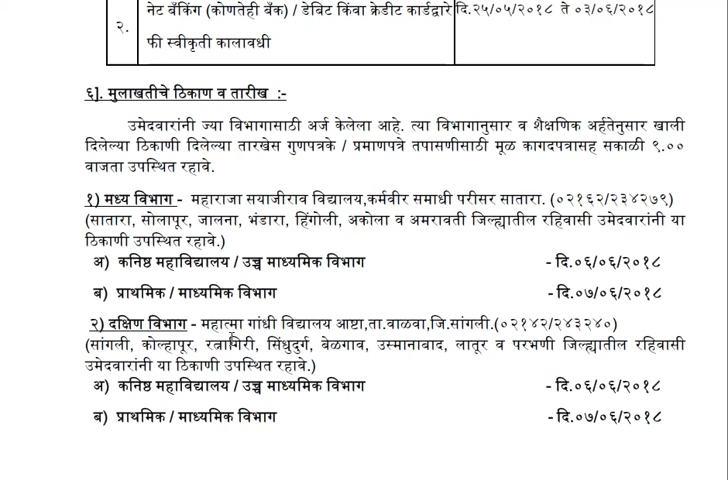 नेट बँकिंग (कोणतेही बँक) / डेबिट किंवा क्रेडीट कार्डद्वारे दि.२५/०५/२०१८ ते ०३/०६/२०१८
२.
फी स्वीकृती कालावधी
६]. मुलाखतीचे ठिकाण व तारीख :-
उमेदवारांनी ज्या विभागासाठी अर्ज केलेला आहे. त्या विभागानुसार व शैक्षणिक अर्हतेनुसार खाली
दिलेल्या ठिकाणी दिलेल्या तारखेस गुणपत्रके / प्रमाणपत्रे तपासणीसाठी मूळ कागदपत्रासह सकाळी ९.००
वाजता उपस्थित रहावे.
१) मध्य विभाग - महाराजा सयाजीराव विद्यालय,कर्मवीर समाधी परीसर सातारा. (०२१६२/२३४२७९)
(सातारा, सोलापूर, जालना, भंडारा, हिंगोली, अकोला व अमरावती जिल्ह्यातील रहिवासी उमेदवारांनी या
ठिकाणी उपस्थित रहावे.)
अ) कनिष्ठ महाविद्यालय / उच्च माध्यमिक विभाग - दि.०६/०६/२०१८
ब) प्राथमिक / माध्यमिक विभाग - दि.०७/०६/२०१८
२) दक्षिण विभाग - महात्मा गांधी विद्यालय आष्टा,ता.वाळवा,जि.सांगली.(०२१४२/२४३२४०)
(सांगली, कोल्हापूर, रत्नागिरी, सिंधुदुर्ग, बेळगाव, उस्मानाबाद, लातूर व परभणी जिल्ह्यातील रहिवासी
उमेदवारांनी या ठिकाणी उपस्थित रहावे.)
अ) कनिष्ठ महाविद्यालय / उच्च माध्यमिक विभाग - दि.०६/०६/२०१८
ब) प्राथमिक / माध्यमिक विभाग - दि.०७/०६/२०१८